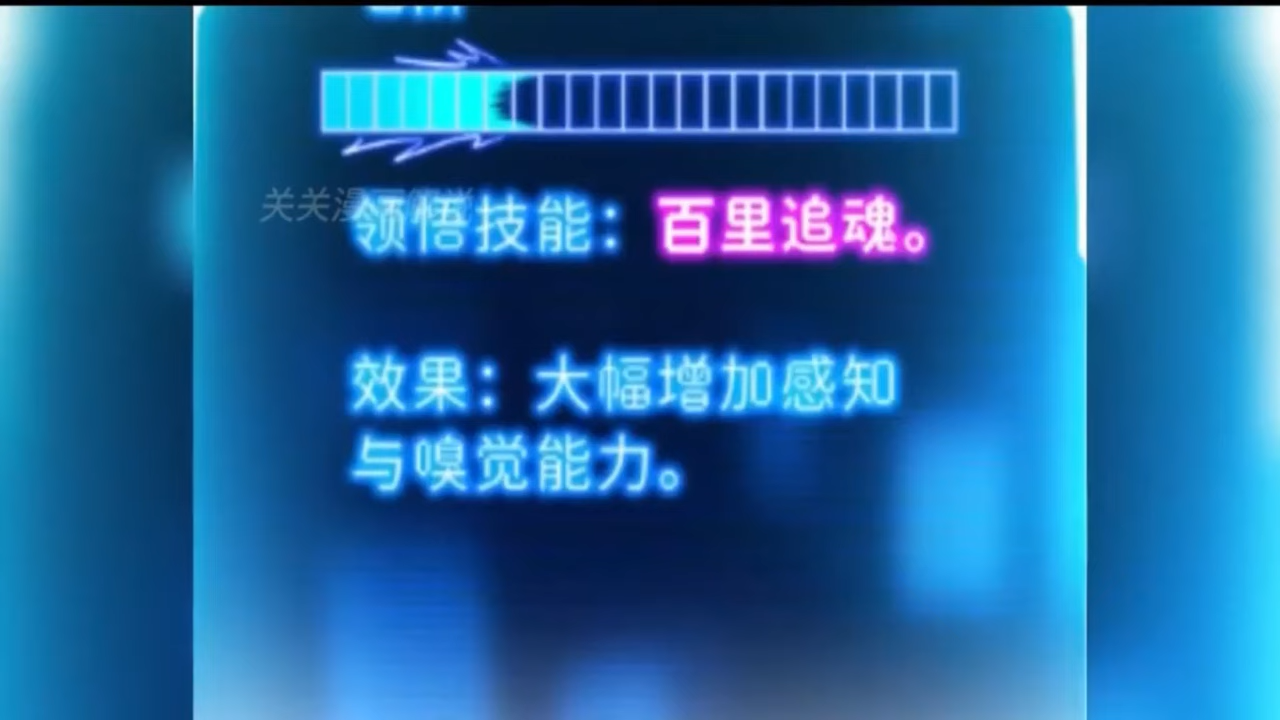 领悟技能：百里追魂。
效果：大幅增加感知
与嗅觉能力。